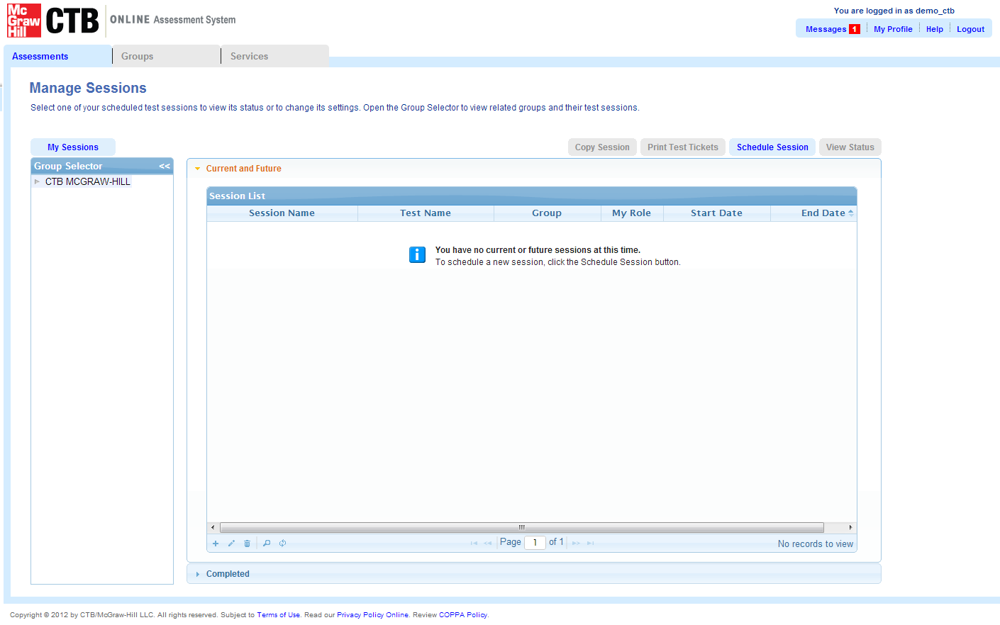 Mc
Graw
Hill
CTB
ONLINE Assessment System
You are logged in as demo_ctb
Messages 1 My Profile Help Logout
Assessments Groups Services
Manage Sessions
Select one of your scheduled test sessions to view its status or to change its settings. Open the Group Selector to view related groups and their test sessions.
My Sessions
Copy Session Print Test Tickets Schedule Session View Status
Group Selector <<
CTB MCGRAW-HILL
Current and Future
Session List
Session Name Test Name Group My Role Start Date End Date
You have no current or future sessions at this time.
To schedule a new session, click the Schedule Session button.
Page 1 of 1
No records to view
Completed
Copyright © 2012 by CTB/McGraw-Hill LLC. All rights reserved. Subject to Terms of Use. Read our Privacy Policy Online. Review COPPA Policy.